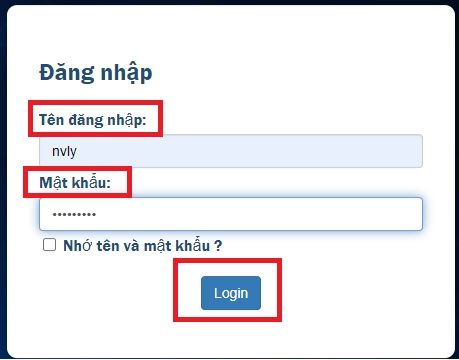 Đăng nhập
Tên đăng nhập:
nvly
Mật khẩu:
•••••••••
Nhớ tên và mật khẩu ?
Login